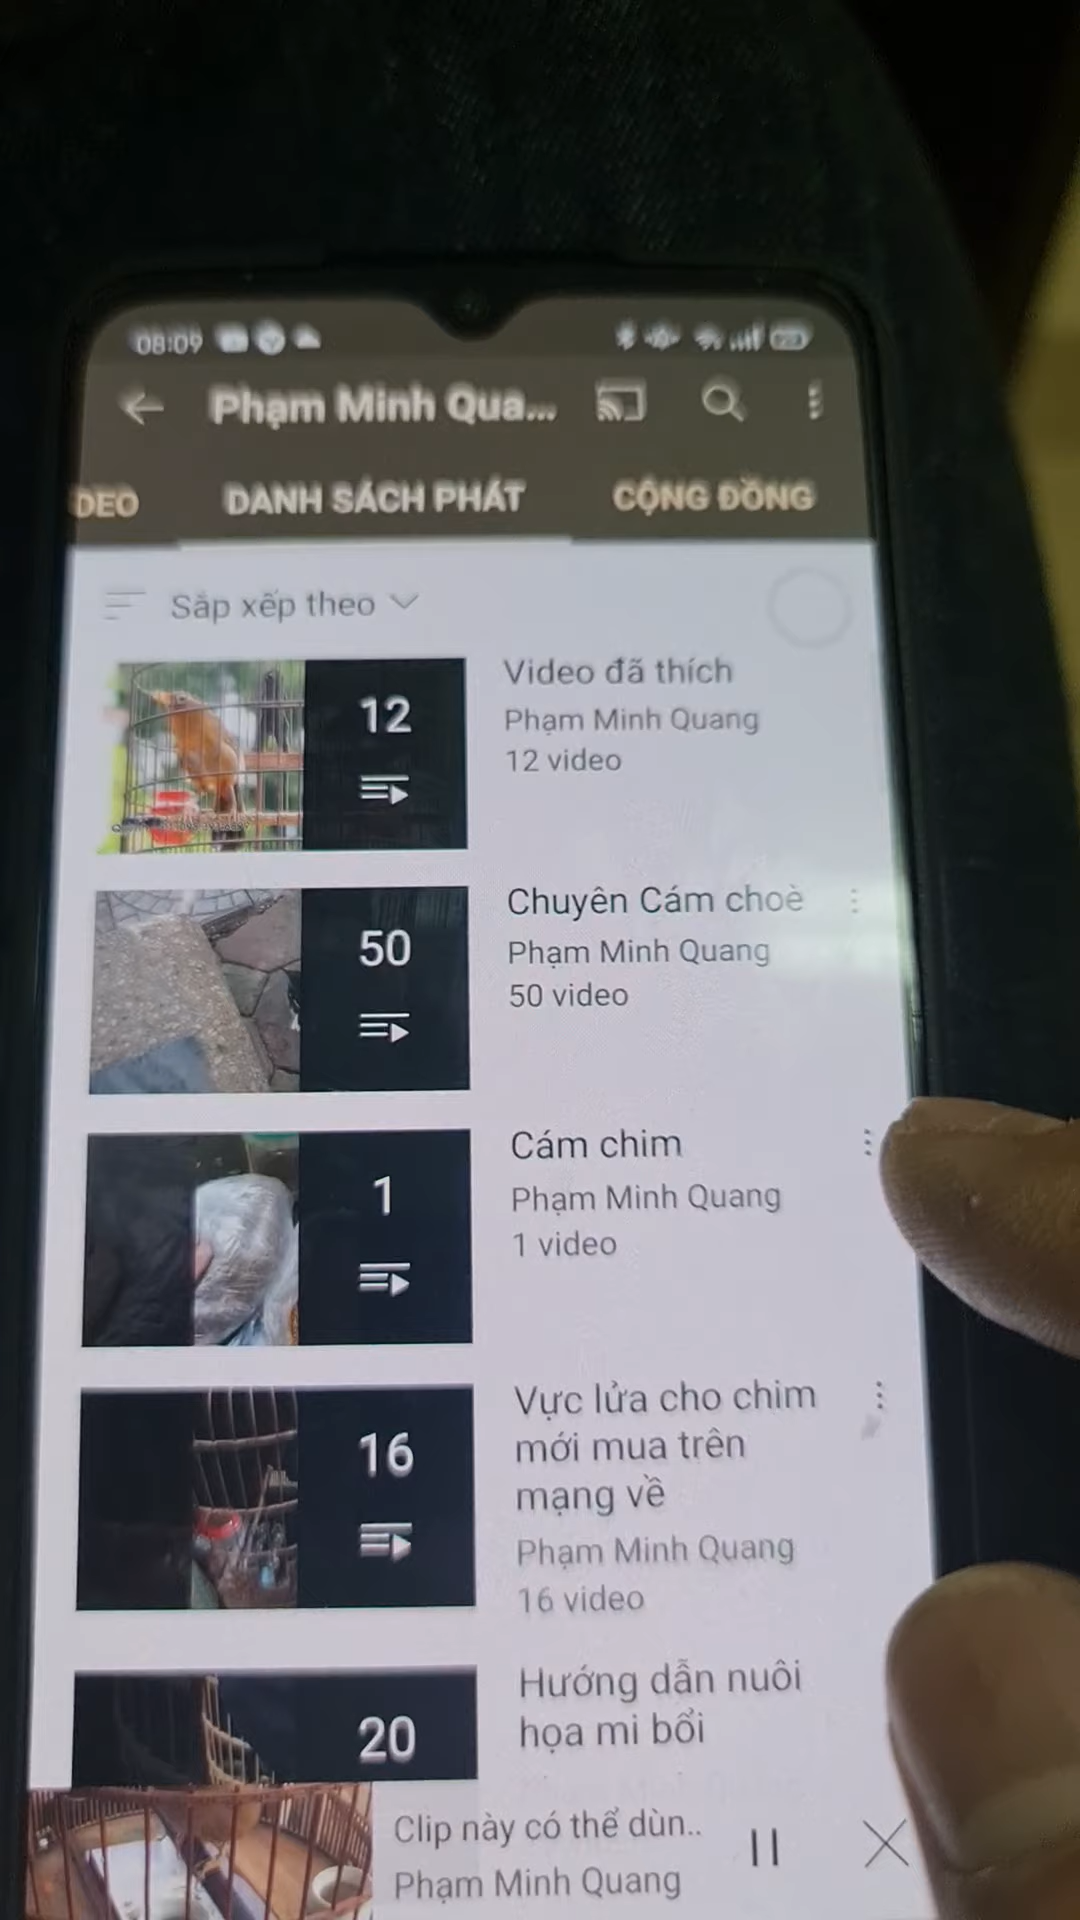 08:09
Phạm Minh Qua...
DEO
DANH SÁCH PHÁT
CỘNG ĐỒNG
Sắp xếp theo
12
Video đã thích
Phạm Minh Quang
12 video
50
Chuyên Cám choè
Phạm Minh Quang
50 video
1
Cám chim
Phạm Minh Quang
1 video
16
Vực lửa cho chim
mới mua trên
mạng về
Phạm Minh Quang
16 video
20
Hướng dẫn nuôi
họa mi bổi
Clip này có thể dùn..
Phạm Minh Quang